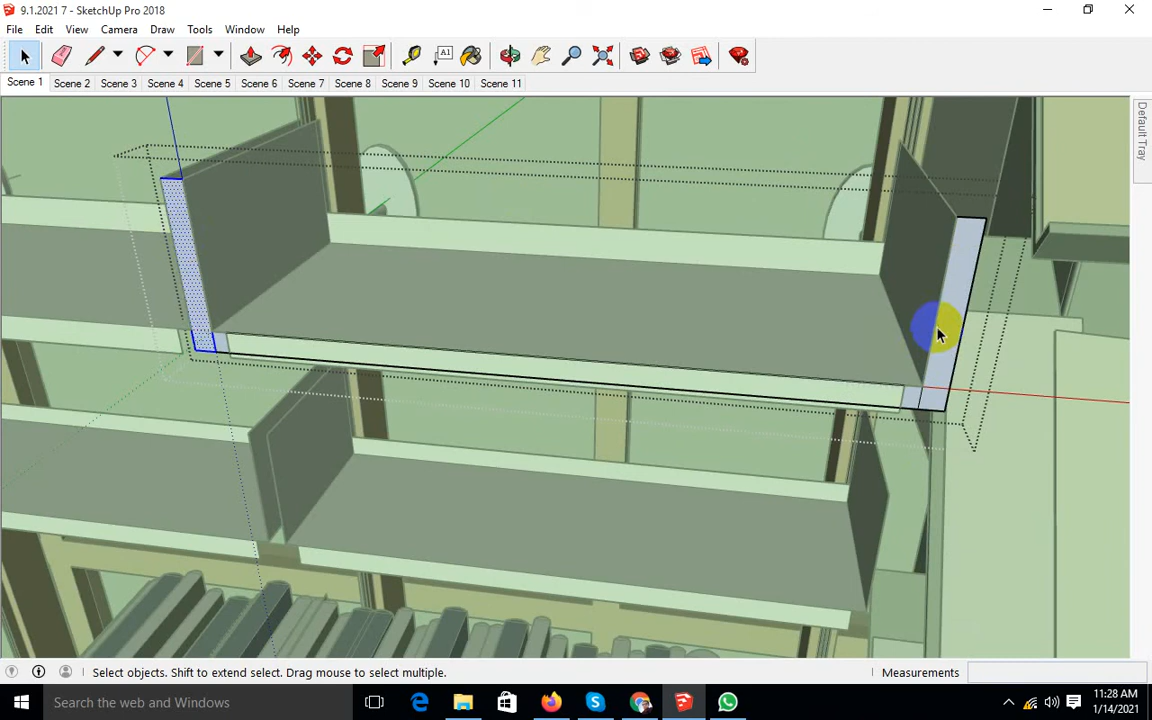 9.1.2021 7 - SketchUp Pro 2018
File Edit View Camera Draw Tools Window Help
A1
Scene 1 Scene 2 Scene 3 Scene 4 Scene 5 Scene 6 Scene 7 Scene 8 Scene 9 Scene 10 Scene 11
Default Tray
Select objects. Shift to extend select. Drag mouse to select multiple.
Measurements
Search the web and Windows
11:28 AM
1/14/2021